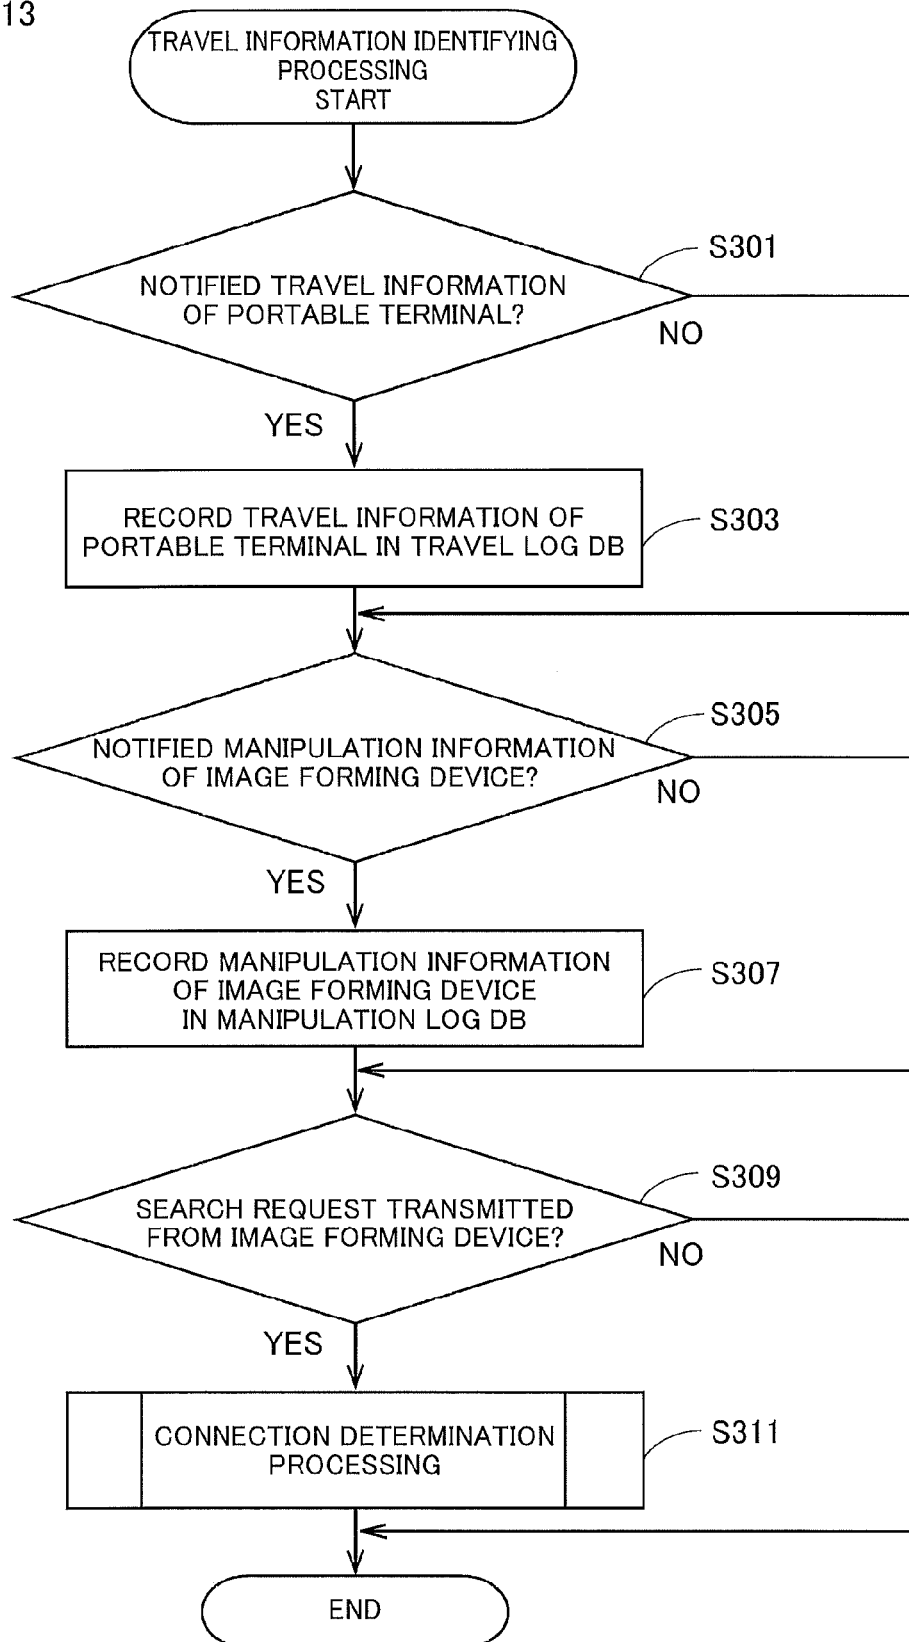 13
TRAVEL INFORMATION IDENTIFYING
PROCESSING
START
S301
NOTIFIED TRAVEL INFORMATION
OF PORTABLE TERMINAL?
NO
YES
RECORD TRAVEL INFORMATION OF
PORTABLE TERMINAL IN TRAVEL LOG DB
S303
S305
NOTIFIED MANIPULATION INFORMATION
OF IMAGE FORMING DEVICE?
NO
YES
RECORD MANIPULATION INFORMATION
OF IMAGE FORMING DEVICE
IN MANIPULATION LOG DB
S307
S309
SEARCH REQUEST TRANSMITTED
FROM IMAGE FORMING DEVICE?
NO
YES
CONNECTION DETERMINATION
PROCESSING
S311
END